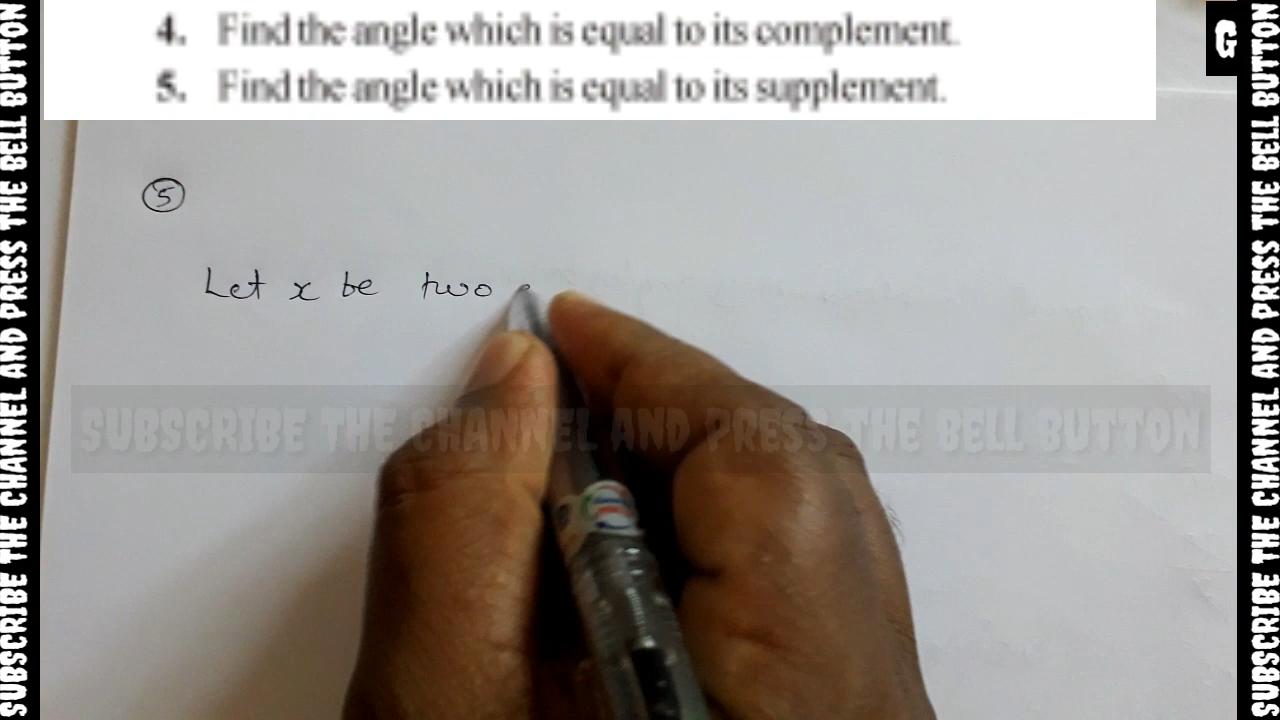 4. Find the angle which is equal to its complement.
5. Find the angle which is equal to its supplement.
G
5
Let x be two
SUBSCRIBE THE CHANNEL AND PRESS THE BELL BUTTON
SUBSCRIBE THE CHANNEL AND PRESS THE BELL BUTTON
SUBSCRIBE THE CHANNEL AND PRESS THE BELL BUTTON